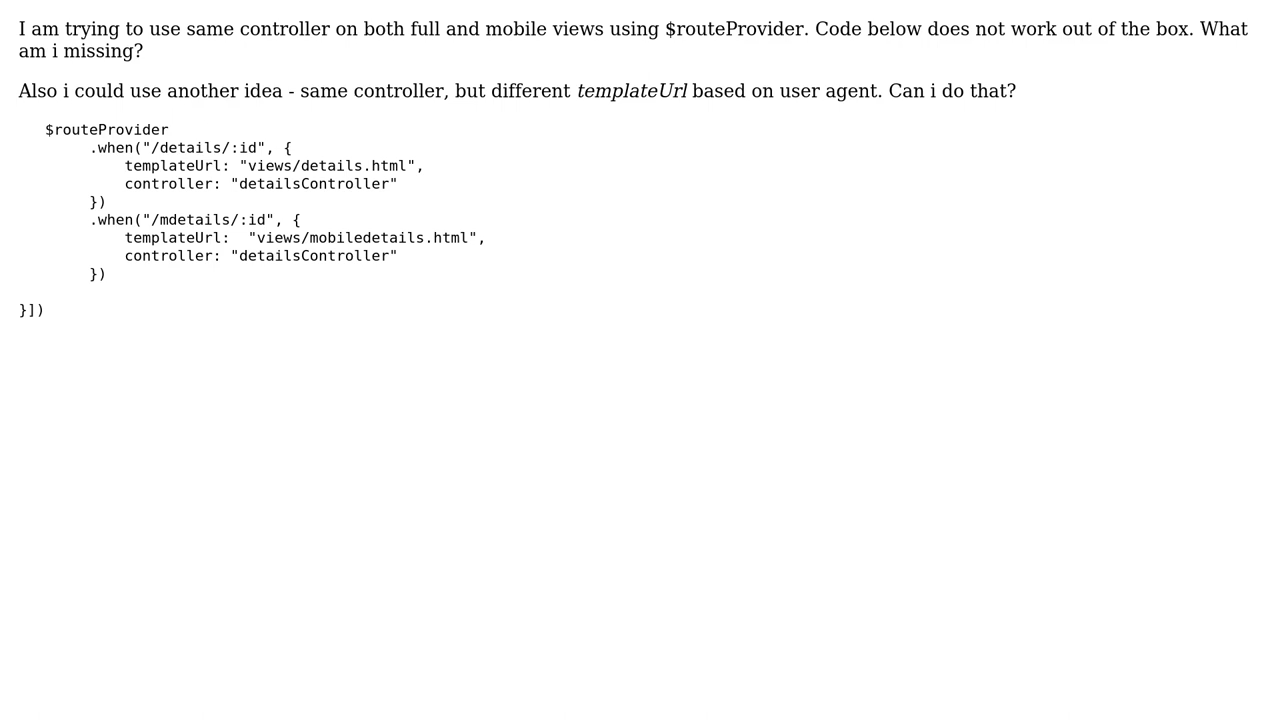 I am trying to use same controller on both full and mobile views using $routeProvider. Code below does not work out of the box. What
am i missing?
Also i could use another idea - same controller, but different templateUrl based on user agent. Can i do that?
$routeProvider
.when("/details/:id", {
templateUrl: "views/details.html",
controller: "detailsController"
})
.when("/mdetails/:id", {
templateUrl:  "views/mobiledetails.html",
controller: "detailsController"
})
}])